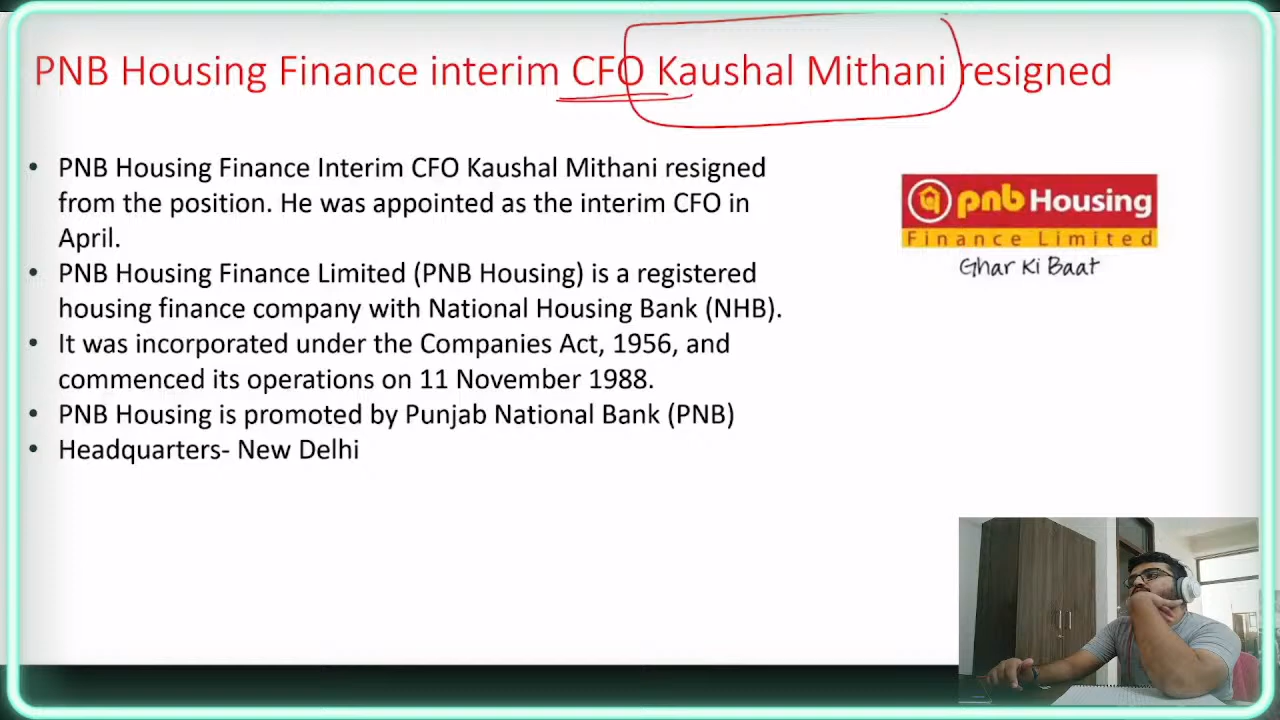 PNB Housing Finance interim CFO Kaushal Mithani resigned
• PNB Housing Finance Interim CFO Kaushal Mithani resigned
from the position. He was appointed as the interim CFO in
April.
• PNB Housing Finance Limited (PNB Housing) is a registered
housing finance company with National Housing Bank (NHB).
• It was incorporated under the Companies Act, 1956, and
commenced its operations on 11 November 1988.
• PNB Housing is promoted by Punjab National Bank (PNB)
• Headquarters- New Delhi
pnb Housing
Finance Limited
Ghar Ki Baat